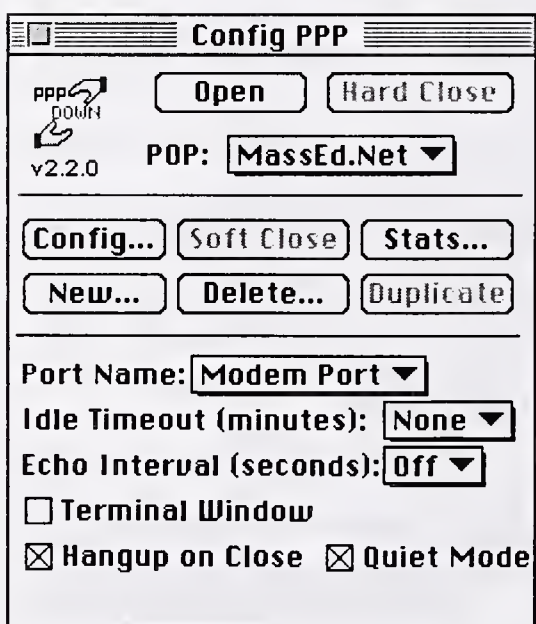 Config PPP
PPP
DOWN
v2.2.0
Open
Hard Close
POP: MassEd.Net
Config... Soft Close Stats...
New... Delete... Duplicate
Port Name: Modem Port
Idle Timeout (minutes): None
Echo Interval (seconds): Off
Terminal Window
Hangup on Close Quiet Mode